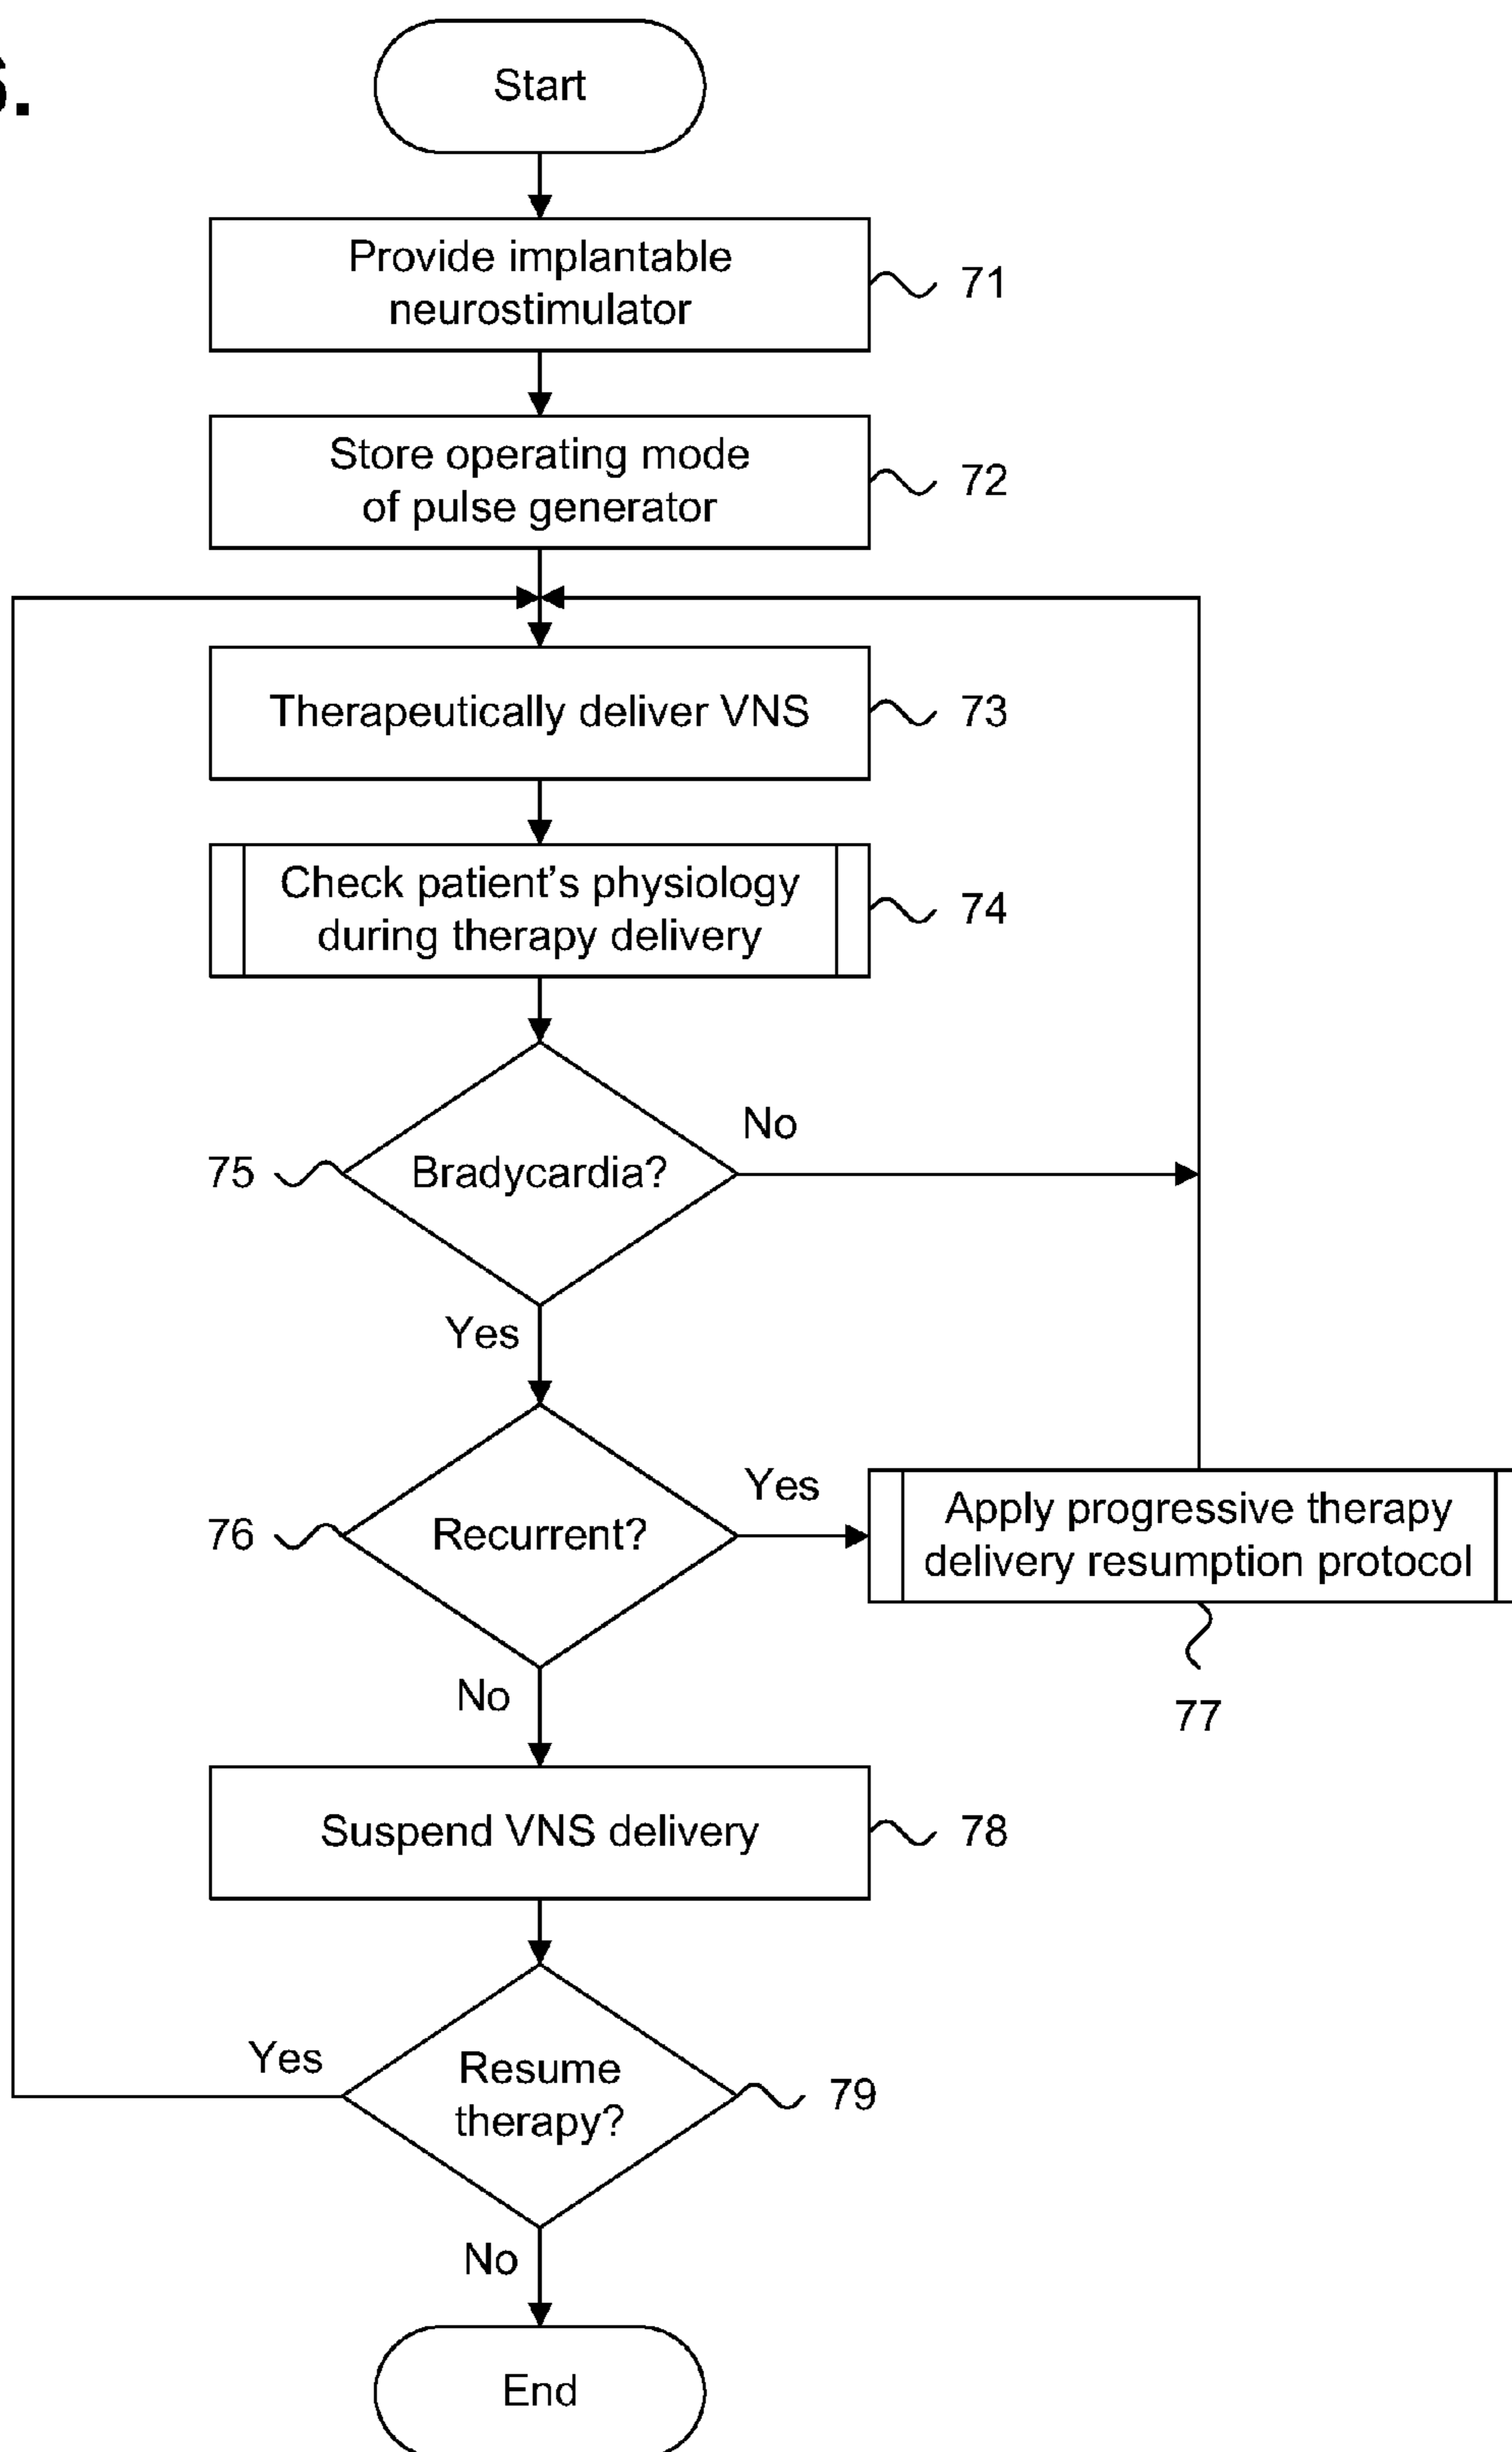 Start
Provide implantable
neurostimulator
71
Store operating mode
of pulse generator
72
Therapeutically deliver VNS
73
Check patient's physiology
during therapy delivery
74
No
75
Bradycardia?
Yes
Yes
76
Recurrent?
Apply progressive therapy
delivery resumption protocol
No
77
Suspend VNS delivery
78
Yes
Resume
therapy?
79
No
End